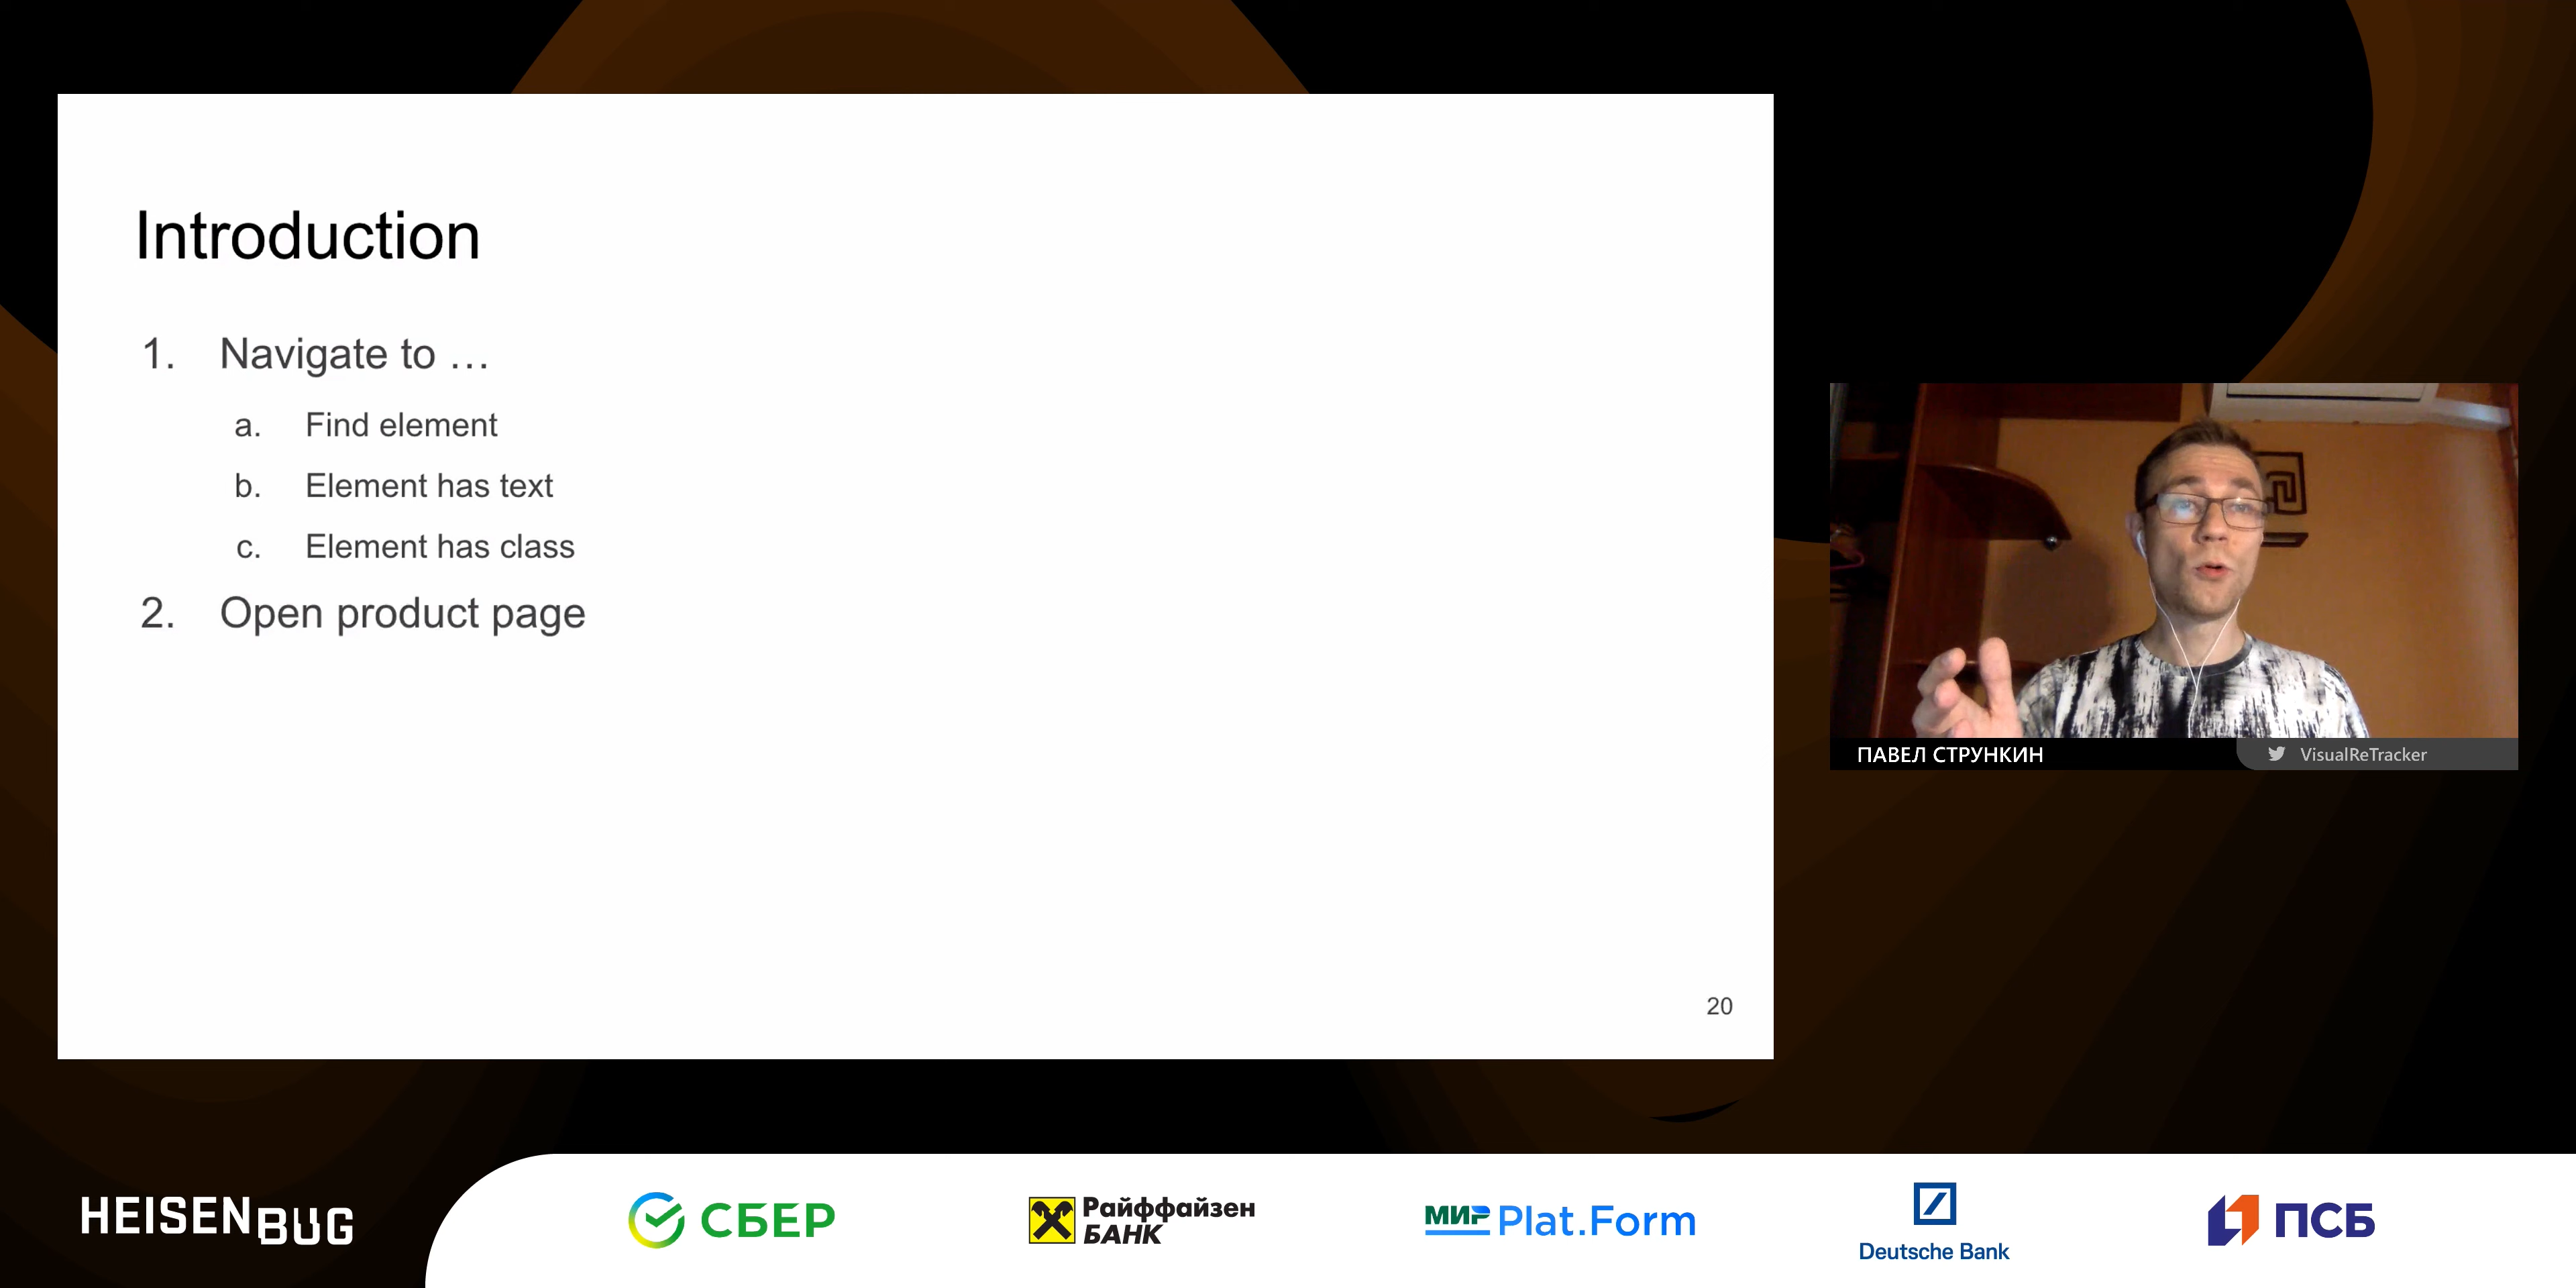 Introduction
1. Navigate to …
a. Find element
b. Element has text
c. Element has class
2. Open product page
20
ПАВЕЛ СТРУНКИН
VisualReTracker
HEISENBUG
СБЕР
Райффайзен
БАНК
МИР Plat.Form
Deutsche Bank
ПСБ